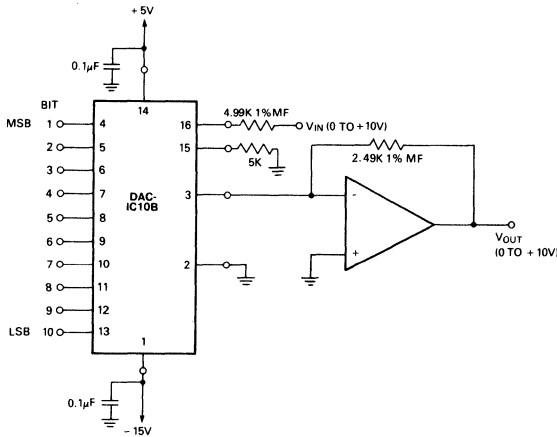 +5V
0.1μF
BIT
14
MSB 1 4
2 5
3 6
4 7
5 8
6 9
7 10
8 11
9 12
LSB 10 13
DAC-
IC10B
16
15
3
2
1
4.99K 1% MF
VIN (0 TO +10V)
5K
2.49K 1% MF
-
+
VOUT
(0 TO +10V)
0.1μF
-15V